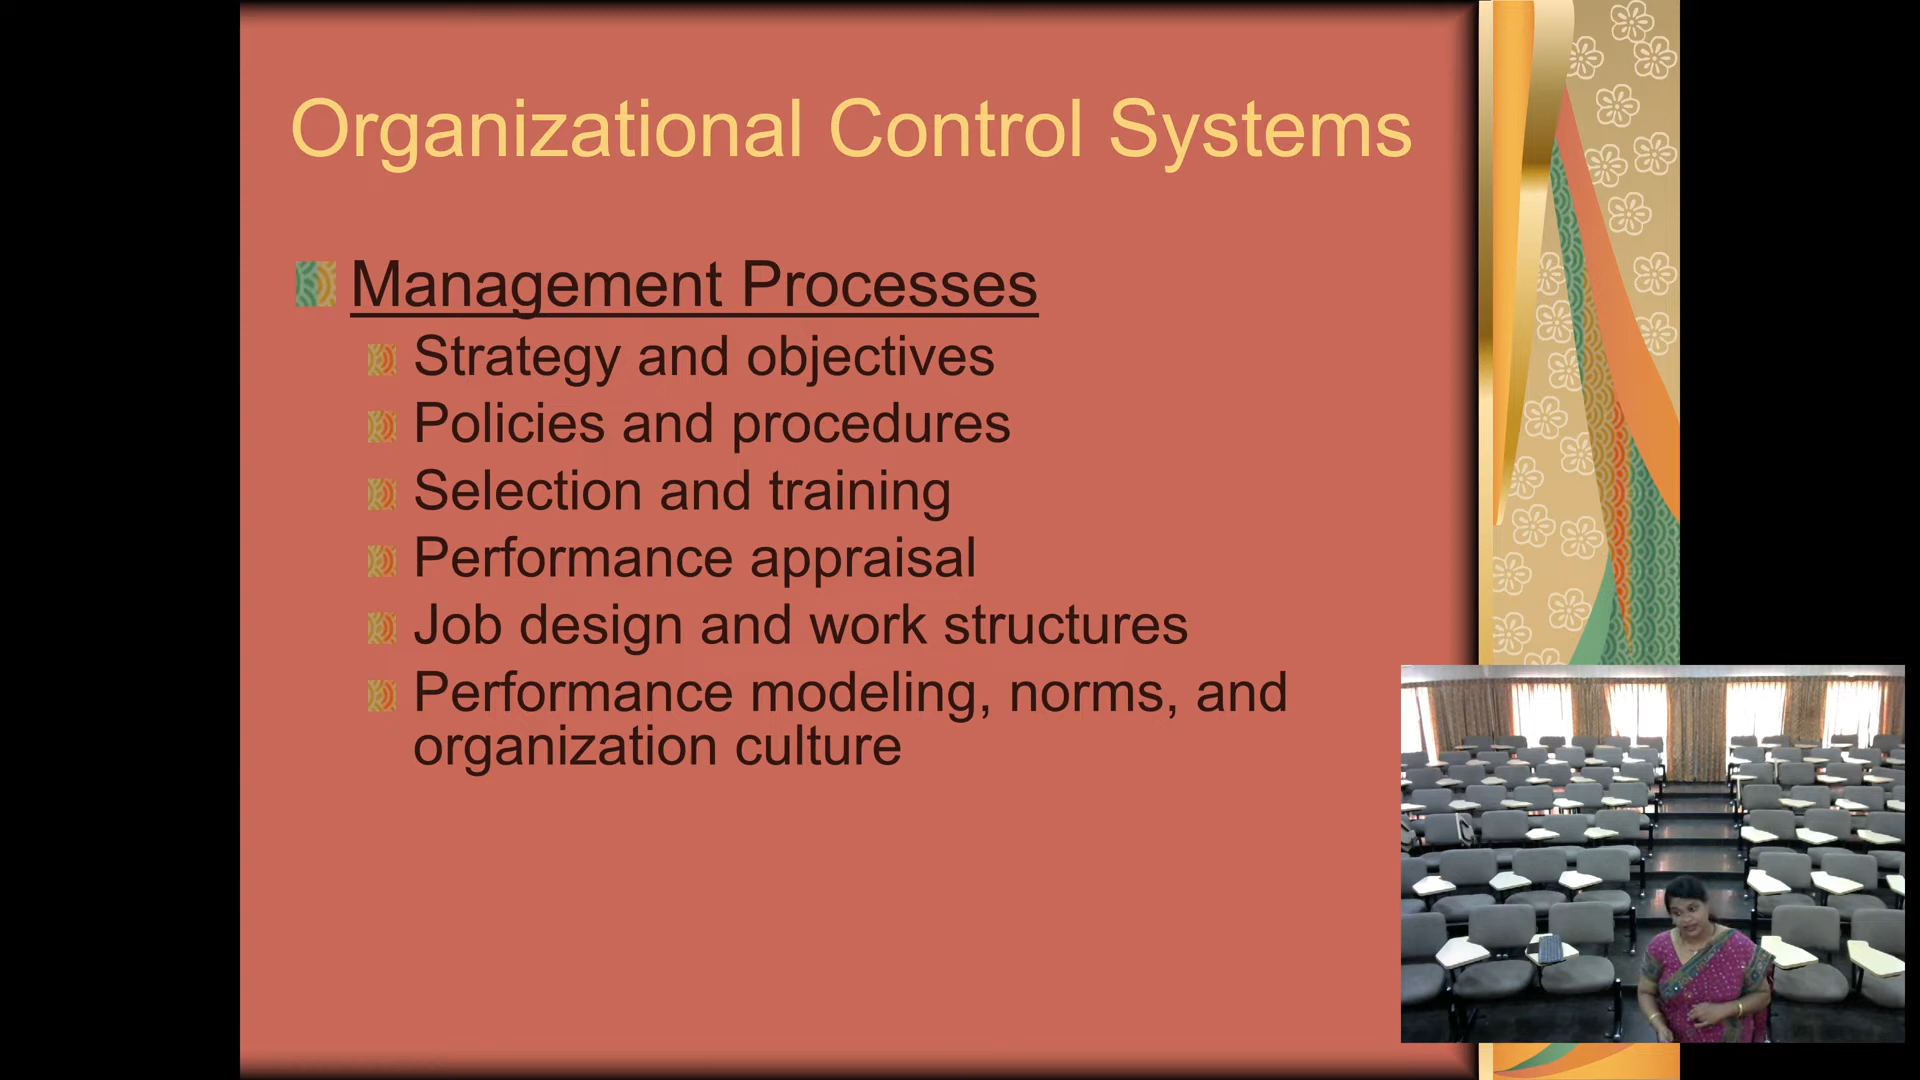 Organizational Control Systems
Management Processes
Strategy and objectives
Policies and procedures
Selection and training
Performance appraisal
Job design and work structures
Performance modeling, norms, and
organization culture